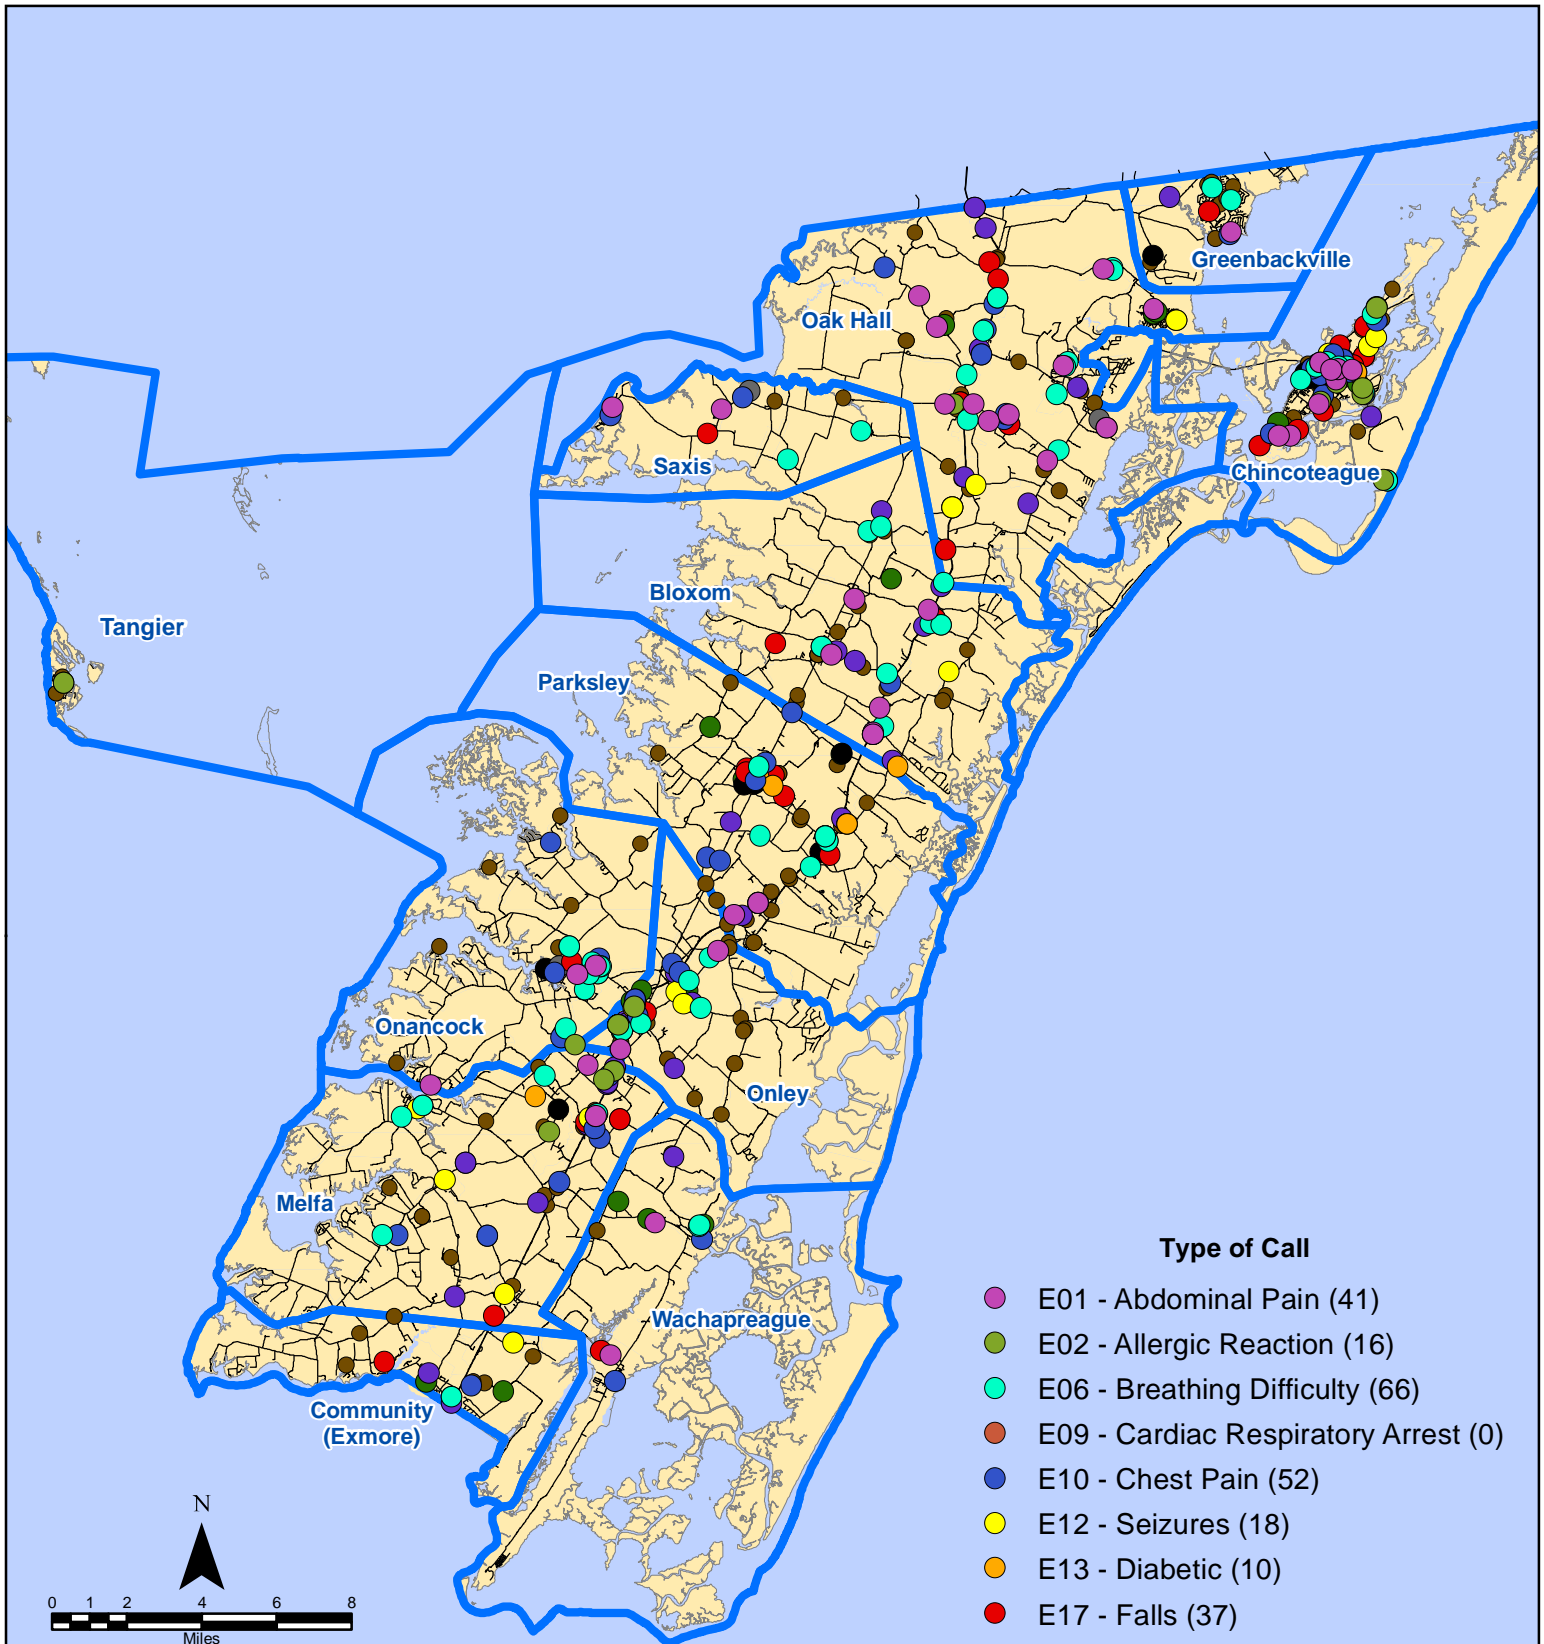 Greenbackville
Oak Hall
Saxis
Chincoteague
Bloxom
Tangier
Parksley
Onancock
Onley
Melfa
Wachapreague
Community
(Exmore)
Type of Call
E01 - Abdominal Pain (41)
E02 - Allergic Reaction (16)
E06 - Breathing Difficulty (66)
E09 - Cardiac Respiratory Arrest (0)
E10 - Chest Pain (52)
E12 - Seizures (18)
E13 - Diabetic (10)
E17 - Falls (37)
N
0 1 2 4 6 8
Miles